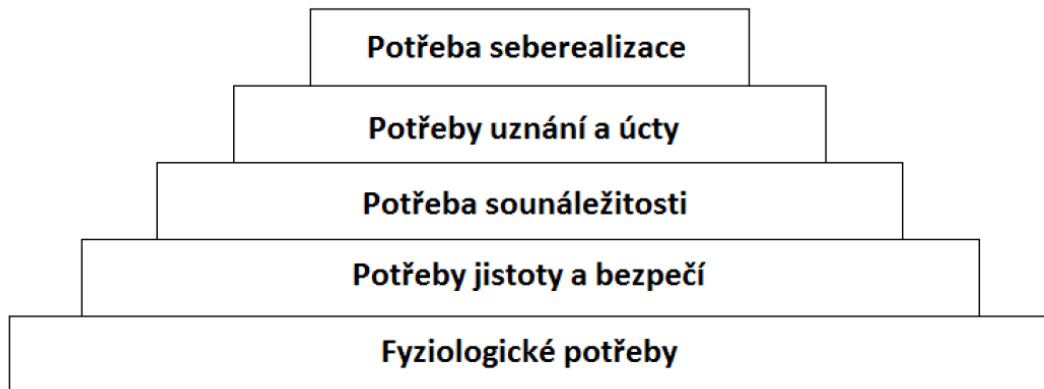 Potřeba seberealizace
Potřeby uznání a úcty
Potřeba sounáležitosti
Potřeby jistoty a bezpečí
Fyziologické potřeby